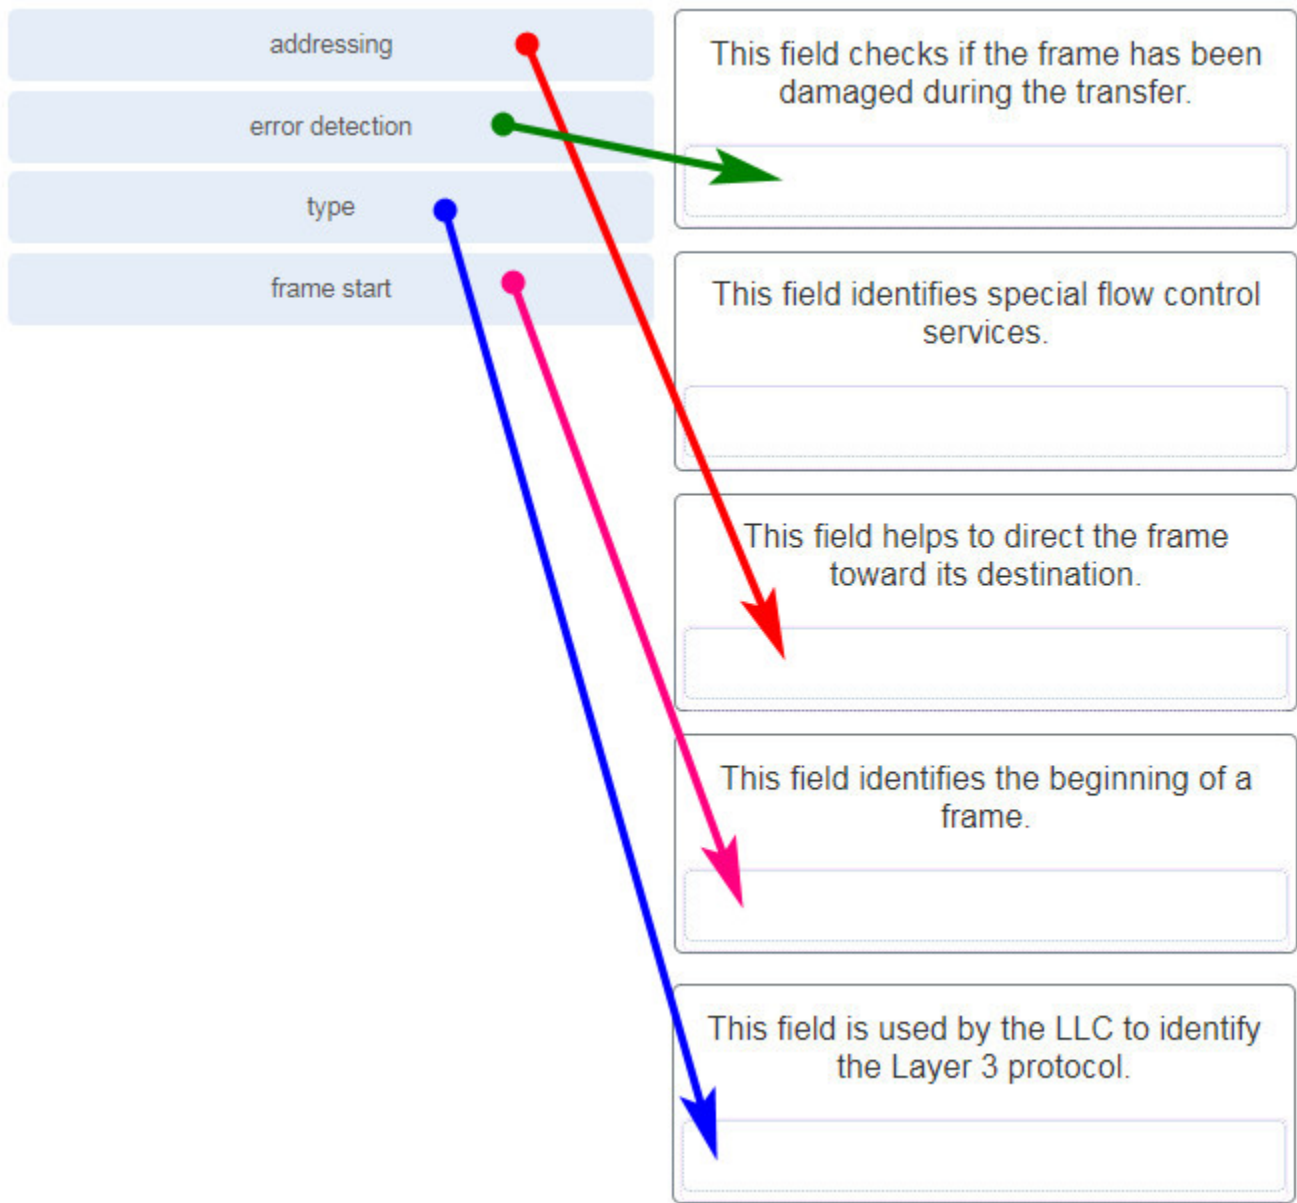 addressing
error detection
type
frame start
This field checks if the frame has been
damaged during the transfer.
This field identifies special flow control
services.
This field helps to direct the frame
toward its destination.
This field identifies the beginning of a
frame.
This field is used by the LLC to identify
the Layer 3 protocol.